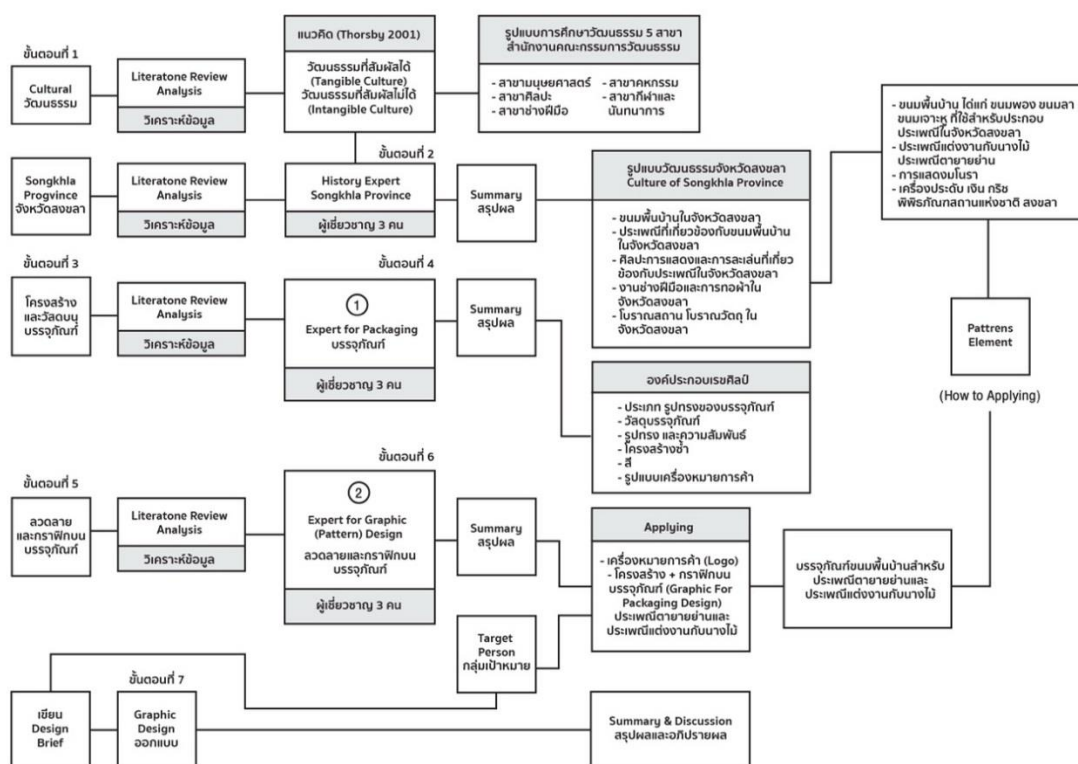 ขั้นตอนที่ 1
Cultural
วัฒนธรรม
Literatone Review
Analysis
วิเคราะห์ข้อมูล
แนวคิด (Thorsby 2001)
วัฒนธรรมที่สัมผัสได้
(Tangible Culture)
วัฒนธรรมที่สัมผัสไม่ได้
(Intangible Culture)
รูปแบบการศึกษาวัฒนธรรม 5 สาขา
สำนักงานคณะกรรมการวัฒนธรรม
- สาขามนุษยศาสตร์
- สาขาศิลปะ
- สาขาช่างฝีมือ
- สาขาคหกรรม
- สาขากีฬาและ
นันทนาการ
Songkhla
Progvince
จังหวัดสงขลา
Literatone Review
Analysis
วิเคราะห์ข้อมูล
ขั้นตอนที่ 2
History Expert
Songkhla Province
ผู้เชี่ยวชาญ 3 คน
Summary
สรุปผล
รูปแบบวัฒนธรรมจังหวัดสงขลา
Culture of Songkhla Province
- ขนมพื้นบ้านในจังหวัดสงขลา
- ประเพณีที่เกี่ยวข้องกับขนมพื้นบ้าน
ในจังหวัดสงขลา
- ศิลปะการแสดงและการละเล่นที่เกี่ยว
ข้องกับประเพณีในจังหวัดสงขลา
- งานช่างฝีมือและการทอผ้าใน
จังหวัดสงขลา
- โบราณสถาน โบราณวัตถุ ใน
จังหวัดสงขลา
- ขนมพื้นบ้าน ได่แก่ ขนมพอง ขนมลา
ขนมเจาะหู ที่ใช้สำหรับประกอบ
ประเพณีในจังหวัดสงขลา
- ประเพณีแต่งงานกับนางไม้
ประเพณีตายายย่าน
- การแสดงมโนรา
- เครื่องประดับ เงิน กริช
พิพิธภัณฑสถานแห่งชาติ สงขลา
Pattrens
Element
(How to Applying)
ขั้นตอนที่ 3
โครงสร้าง
และวัสดุบน
บรรจุภัณฑ์
Literatone Review
Analysis
วิเคราะห์ข้อมูล
ขั้นตอนที่ 4
1
Expert for Packaging
บรรจุภัณฑ์
ผู้เชี่ยวชาญ 3 คน
Summary
สรุปผล
องค์ประกอบเรขศิลป์
- ประเภท รูปทรงของบรรจุภัณฑ์
- วัสดุบรรจุภัณฑ์
- รูปทรง และความสัมพันธ์
- โครงสร้างซ้ำ
- สี
- รูปแบบเครื่องหมายการค้า
ขั้นตอนที่ 5
ลวดลาย
และกราฟิกบน
บรรจุภัณฑ์
Literatone Review
Analysis
วิเคราะห์ข้อมูล
ขั้นตอนที่ 6
2
Expert for Graphic
(Pattern) Design
ลวดลายและกราฟิกบน
บรรจุภัณฑ์
ผู้เชี่ยวชาญ 3 คน
Summary
สรุปผล
Applying
- เครื่องหมายการค้า (Logo)
- โครงสร้าง + กราฟิกบน
บรรจุภัณฑ์ (Graphic For
Packaging Design)
ประเพณีตายายย่านและ
ประเพณีแต่งงานกับนางไม้
บรรจุภัณฑ์ขนมพื้นบ้านสำหรับ
ประเพณีตายายย่านและ
ประเพณีแต่งงานกับนางไม้
Target
Person
กลุ่มเป้าหมาย
ขั้นตอนที่ 7
เขียน
Design
Brief
Graphic
Design
ออกแบบ
Summary & Discussion
สรุปผลและอภิปรายผล